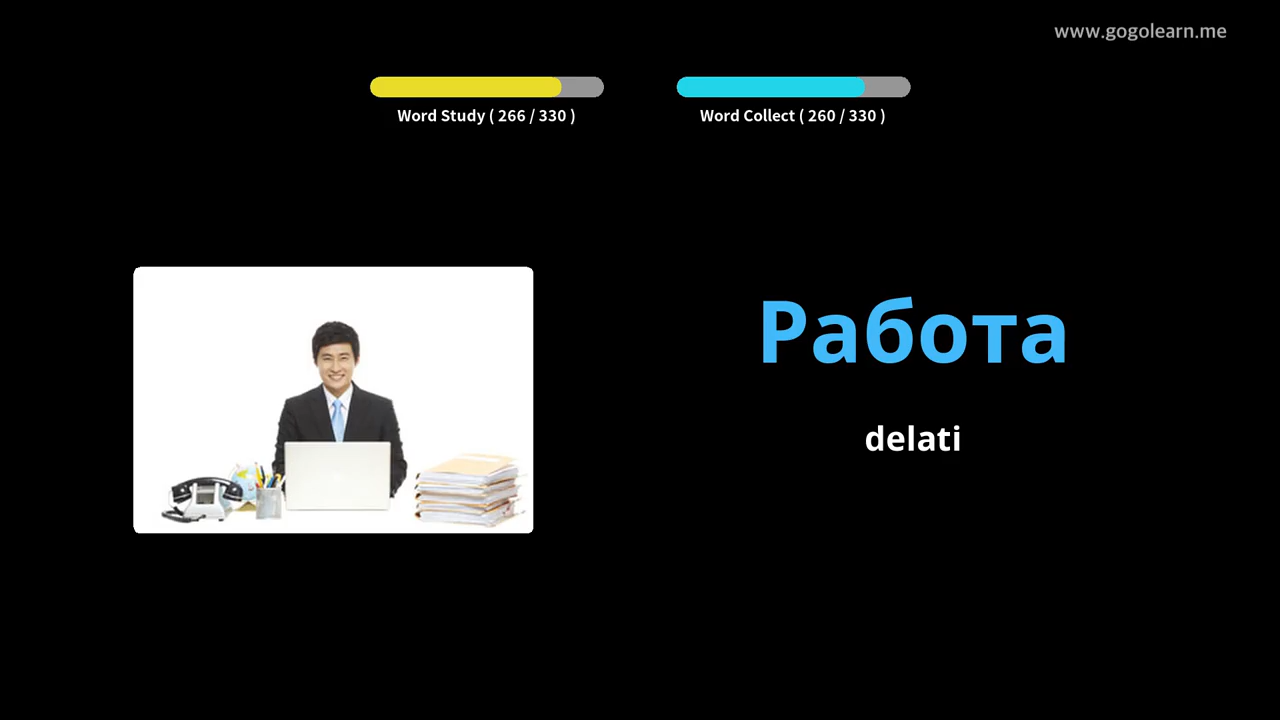 www.gogolearn.me
Word Study ( 266 / 330 )
Word Collect ( 260 / 330 )
Работа
delati